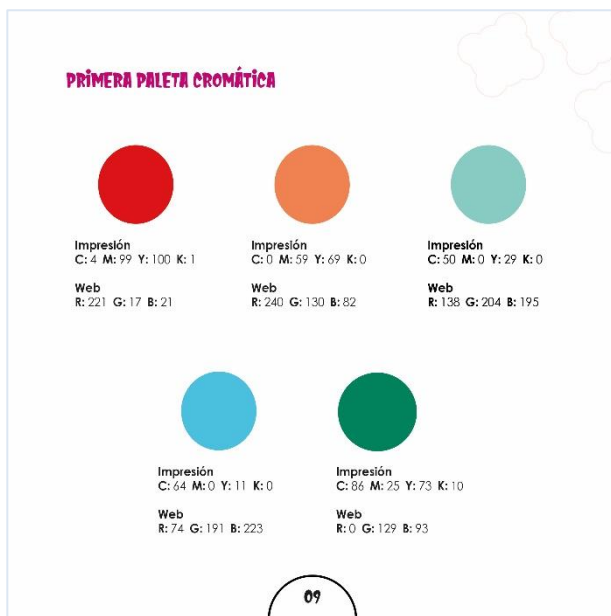 PRiMERA PALETA CROMÁTiCA
Impresión
C: 4 M: 99 Y: 100 K: 1
Web
R: 221 G: 17 B: 21
Impresión
C: 0 M: 59 Y: 69 K: 0
Web
R: 240 G: 130 B: 82
Impresión
C: 50 M: 0 Y: 29 K: 0
Web
R: 138 G: 204 B: 195
Impresión
C: 64 M: 0 Y: 11 K: 0
Web
R: 74 G: 191 B: 223
Impresión
C: 86 M: 25 Y: 73 K: 10
Web
R: 0 G: 129 B: 93
09